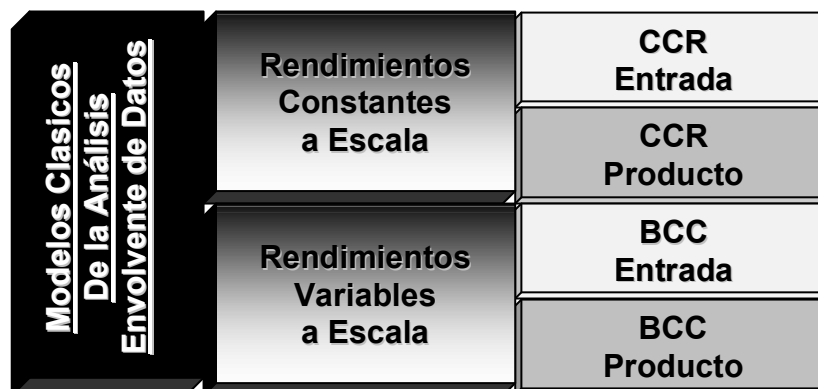 Modelos Clasicos
De la Análisis
Envolvente de Datos
Rendimientos
Constantes
a Escala
CCR
Entrada
CCR
Producto
Rendimientos
Variables
a Escala
BCC
Entrada
BCC
Producto